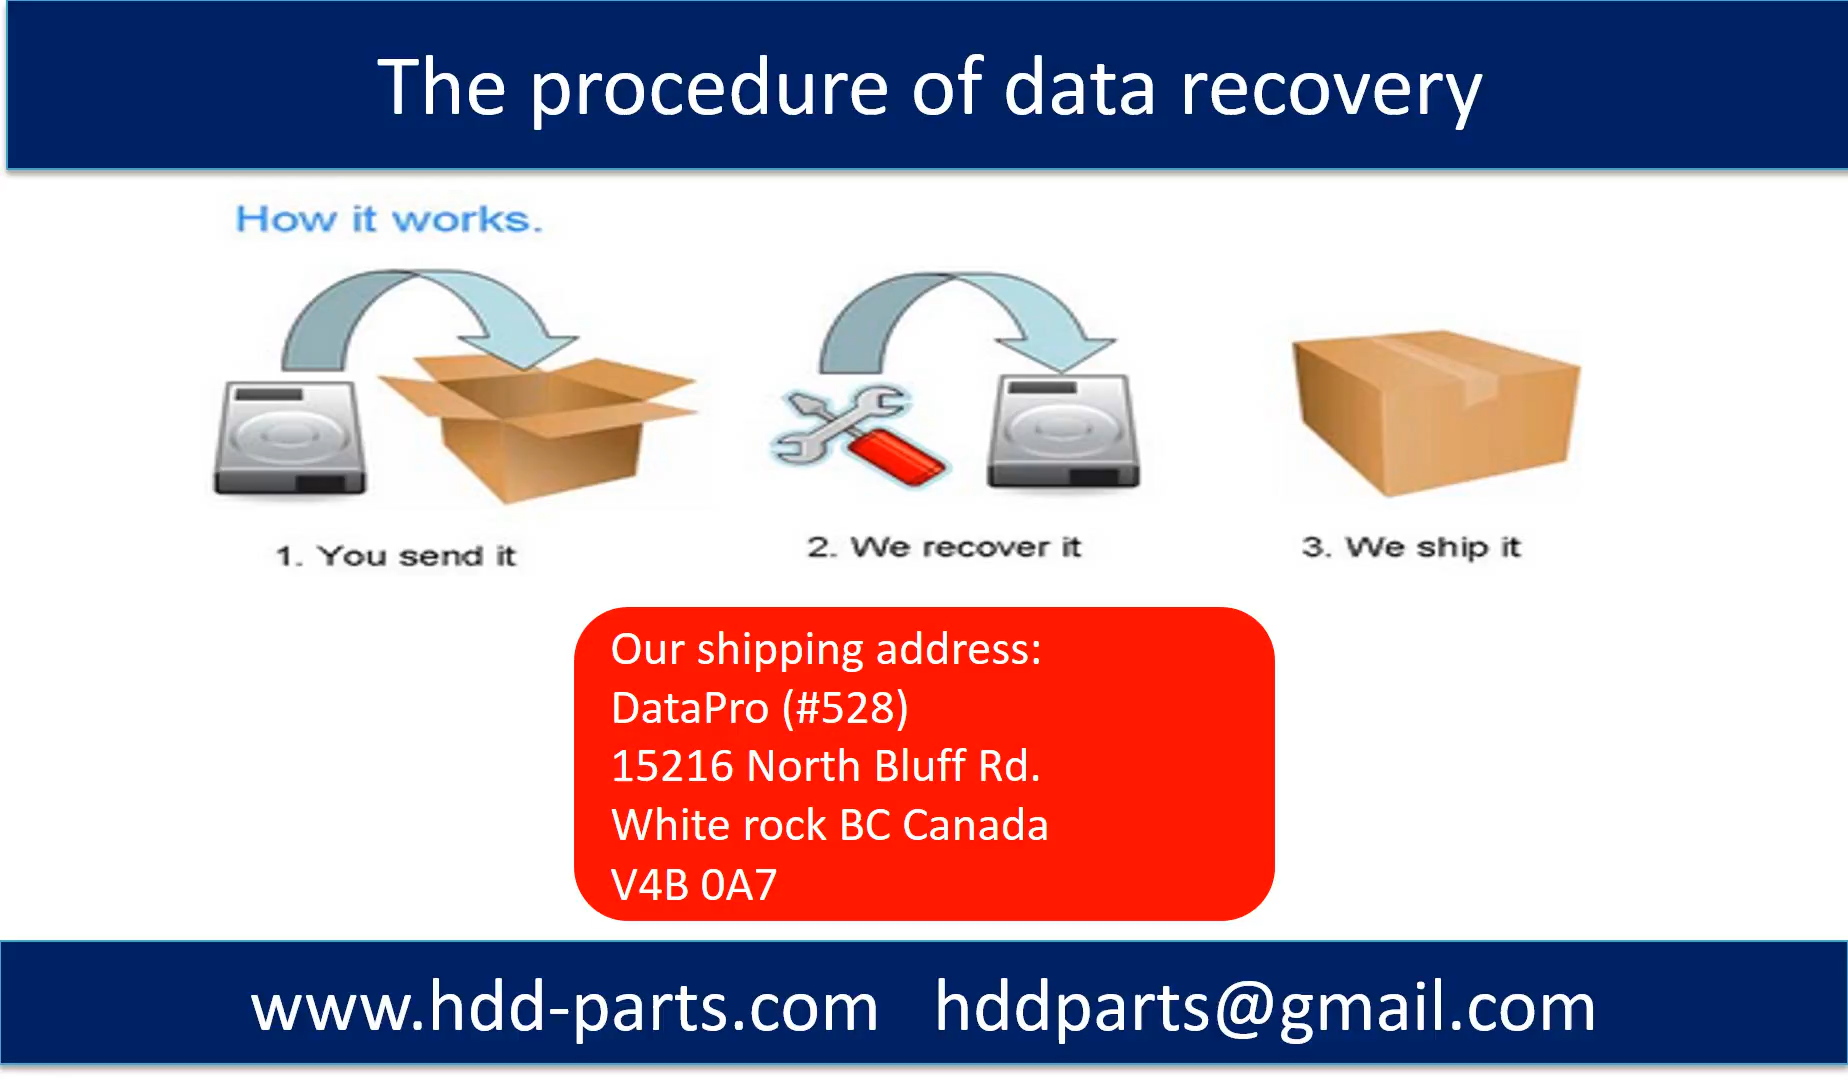 The procedure of data recovery
How it works.
1. You send it
2. We recover it
3. We ship it
Our shipping address:
DataPro (#528)
15216 North Bluff Rd.
White rock BC Canada
V4B 0A7
www.hdd-parts.com hddparts@gmail.com